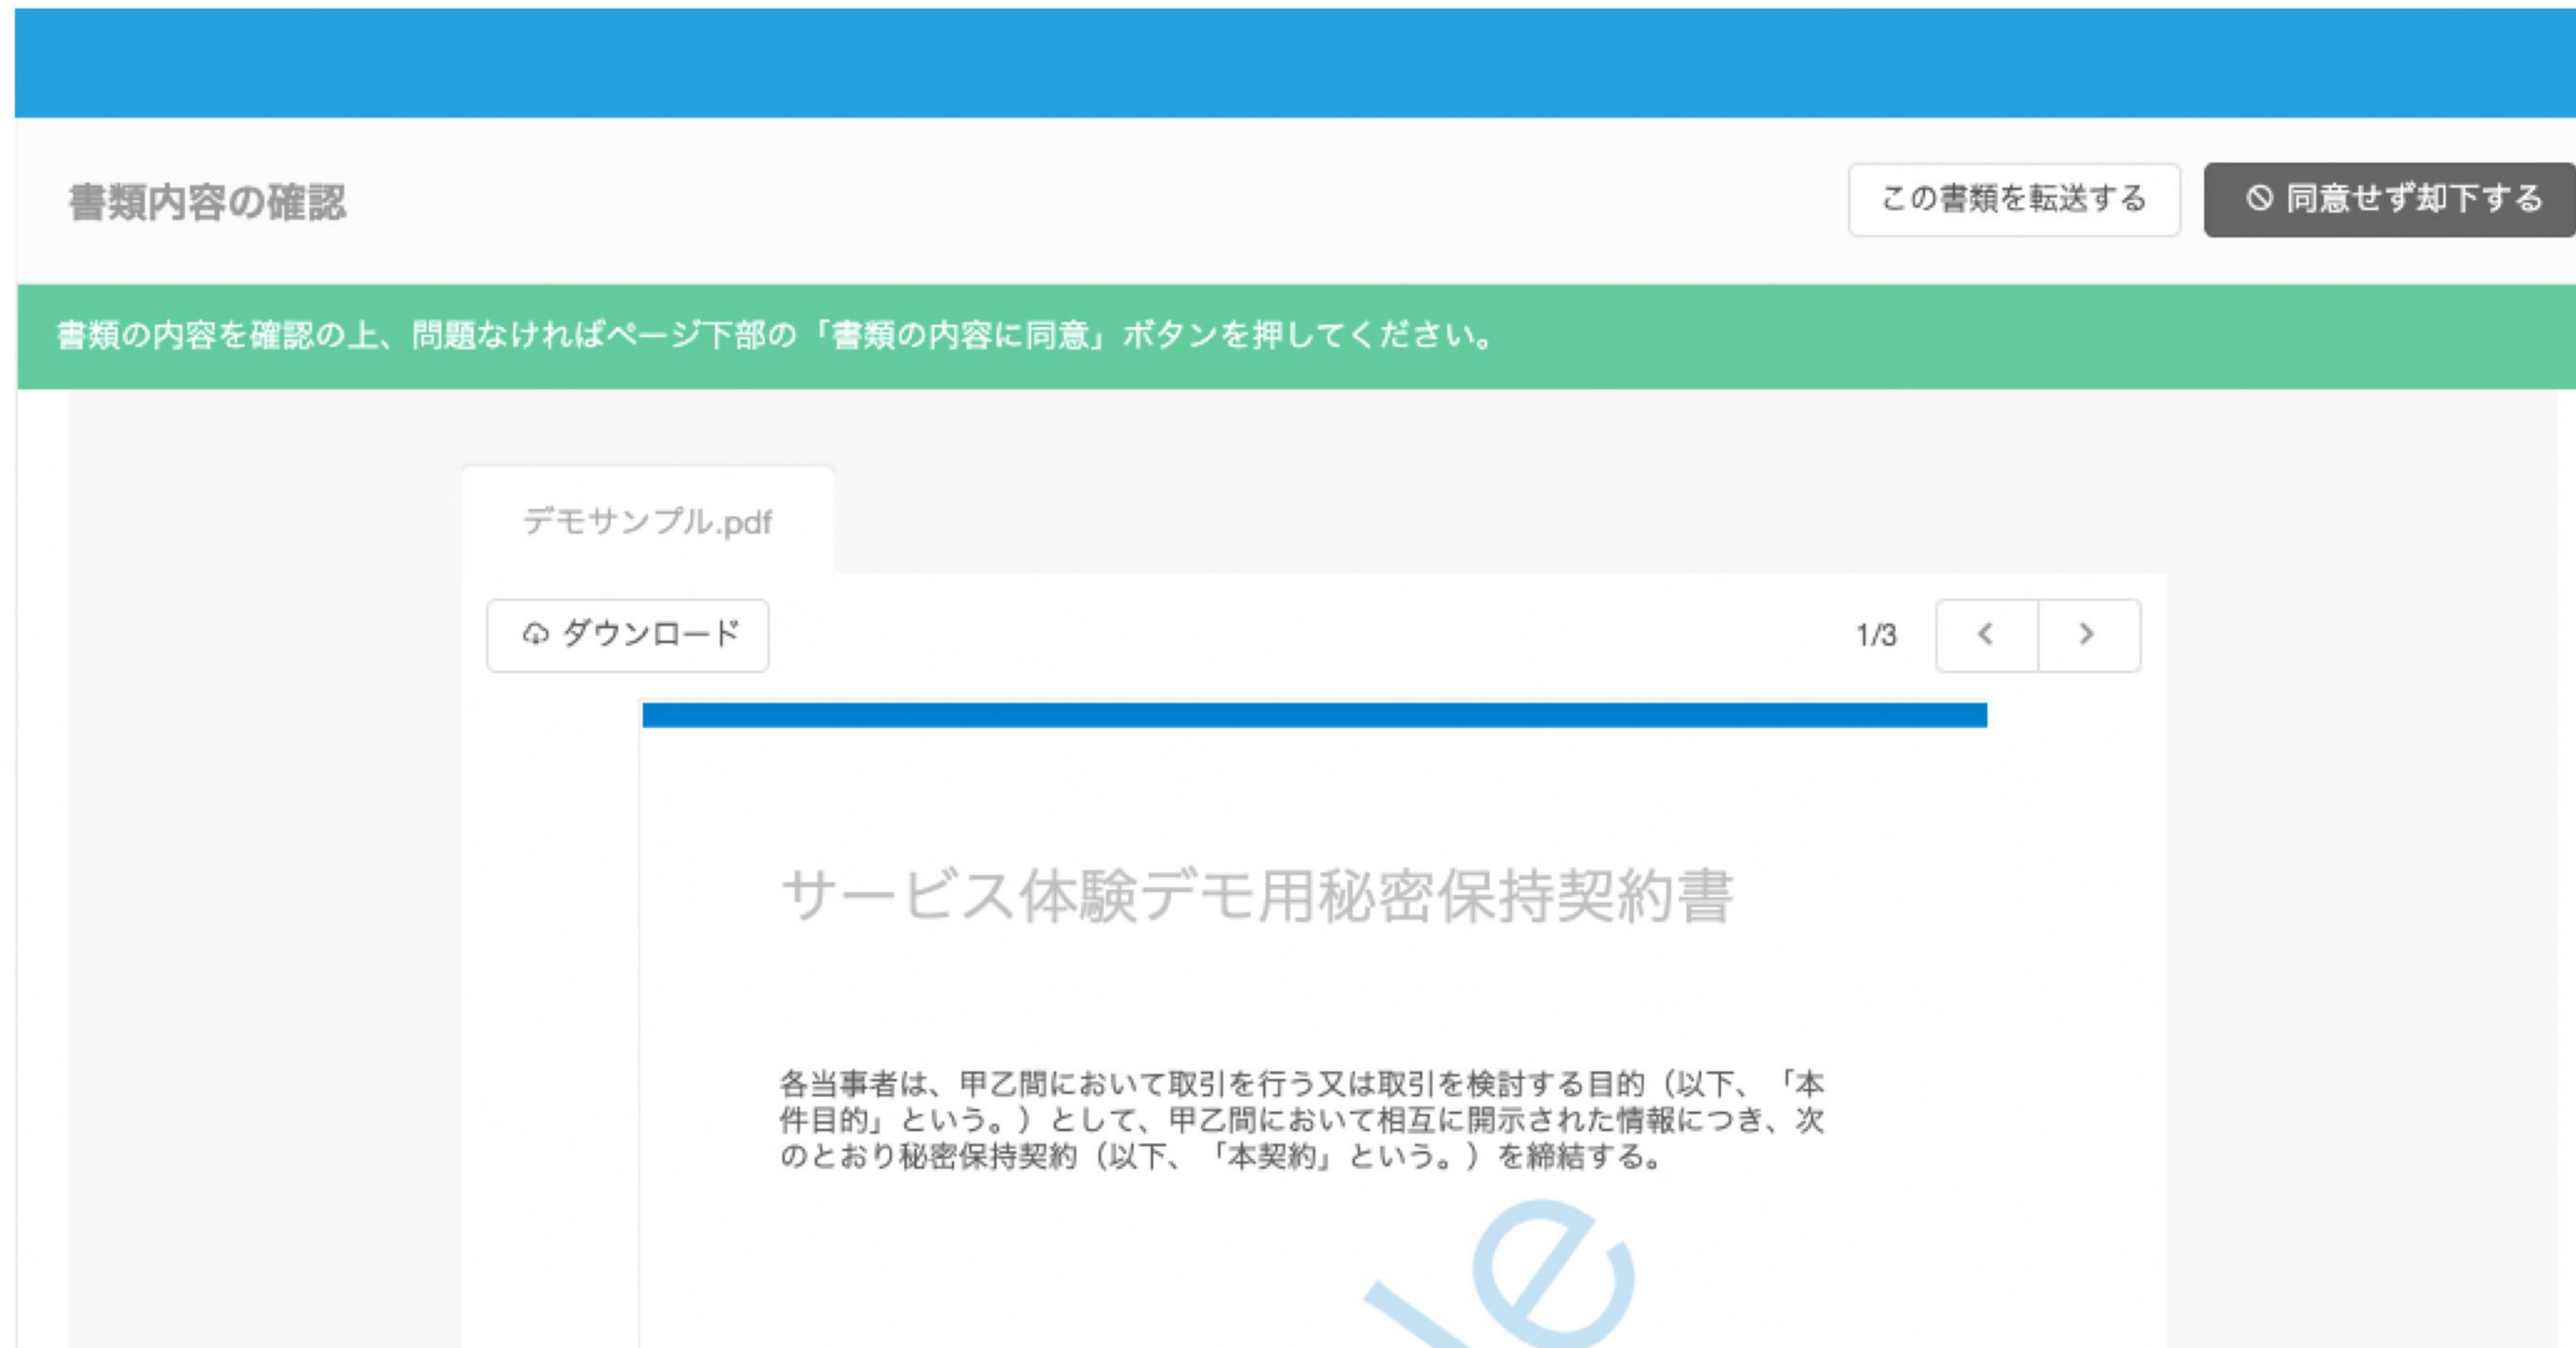 書類内容の確認
この書類を転送する
同意せず却下する
書類の内容を確認の上、問題なければページ下部の「書類の内容に同意」ボタンを押してください。
デモサンプル.pdf
ダウンロード
1/3
サービス体験デモ用秘密保持契約書
各当事者は、甲乙間において取引を行う又は取引を検討する目的（以下、「本
件目的」という。）として、甲乙間において相互に開示された情報につき、次
のとおり秘密保持契約（以下、「本契約」という。）を締結する。
le